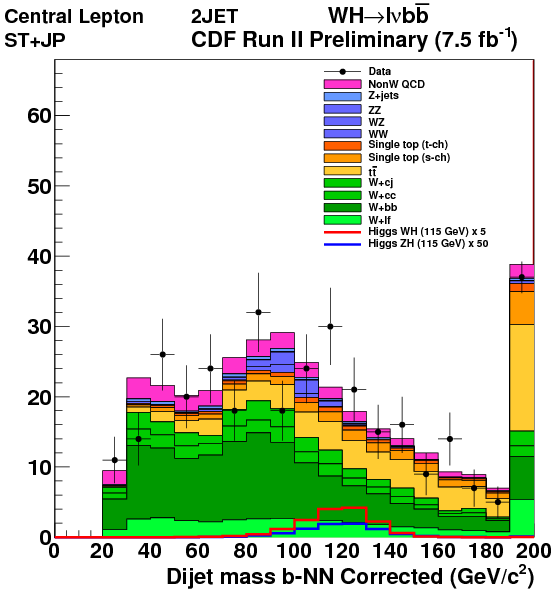 Central Lepton 2JET WH→lνbb̅
ST+JP CDF Run II Preliminary (7.5 fb⁻¹)
Data
NonW QCD
Z+jets
ZZ
WZ
WW
Single top (t-ch)
Single top (s-ch)
tt̅
W+cj
W+cc
W+bb
W+lf
Higgs WH (115 GeV) x 5
Higgs ZH (115 GeV) x 50
60
50
40
30
20
10
0
0 20 40 60 80 100 120 140 160 180 200
Dijet mass b-NN Corrected (GeV/c²)